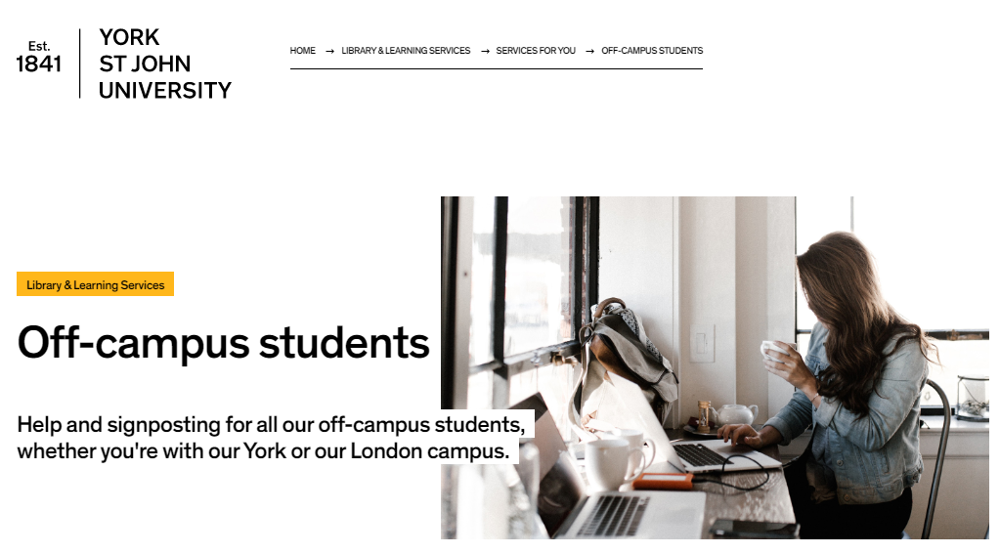 Est.
1841
YORK
ST JOHN
UNIVERSITY
HOME → LIBRARY & LEARNING SERVICES → SERVICES FOR YOU → OFF-CAMPUS STUDENTS
Library & Learning Services
Off-campus students
Help and signposting for all our off-campus students,
whether you're with our York or our London campus.